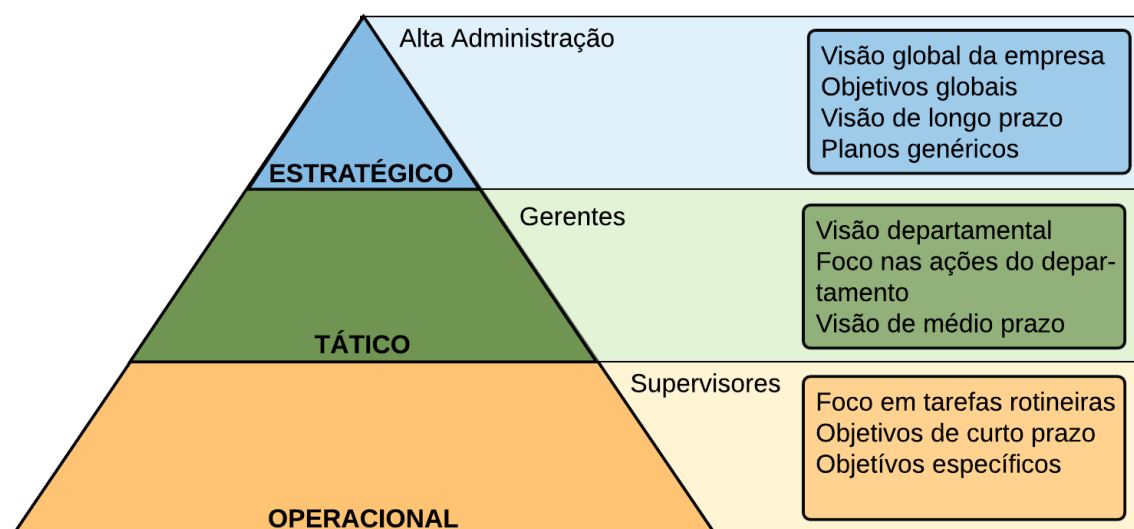 Alta Administração
Visão global da empresa
Objetivos globais
Visão de longo prazo
Planos genéricos
ESTRATÉGICO
Gerentes
Visão departamental
Foco nas ações do depar-
tamento
Visão de médio prazo
TÁTICO
Supervisores
Foco em tarefas rotineiras
Objetivos de curto prazo
Objetívos específicos
OPERACIONAL